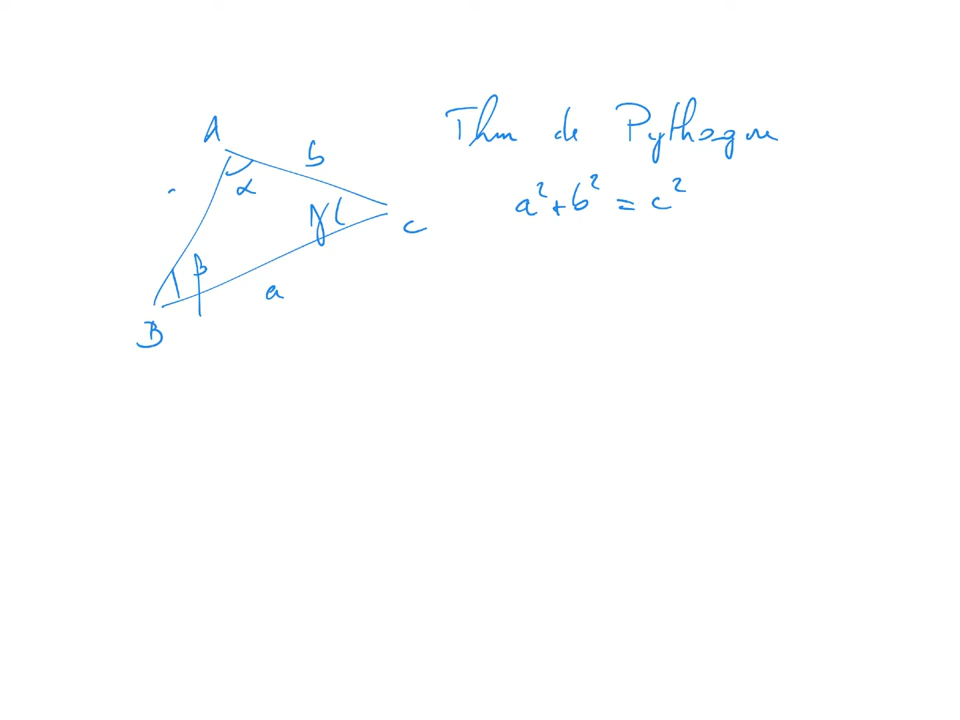 Thm de Pythagore
A
b
a² + b² = c²
α
γ
C
β
a
B